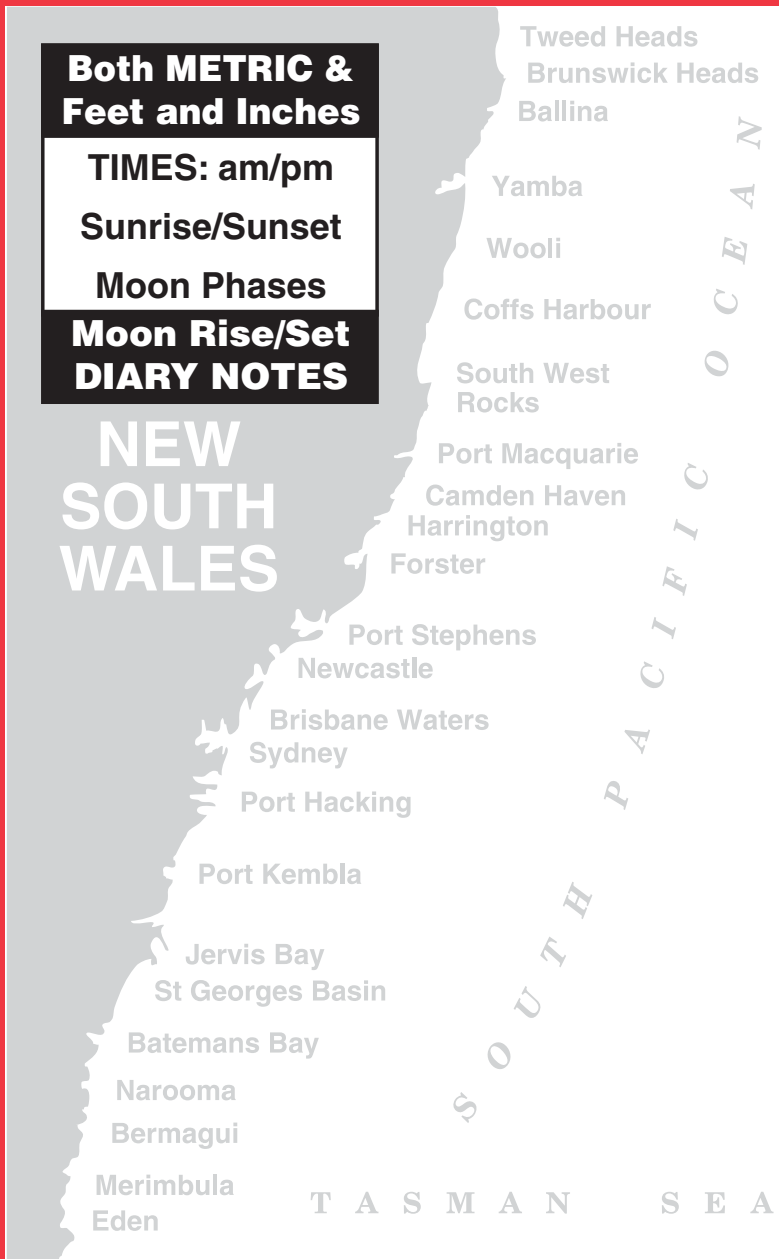 Both METRIC &
Feet and Inches
TIMES: am/pm
Sunrise/Sunset
Moon Phases
Moon Rise/Set
DIARY NOTES
NEW
SOUTH
WALES
Tweed Heads
Brunswick Heads
Ballina
Yamba
Wooli
Coffs Harbour
South West
Rocks
Port Macquarie
Camden Haven
Harrington
Forster
Port Stephens
Newcastle
Brisbane Waters
Sydney
Port Hacking
Port Kembla
Jervis Bay
St Georges Basin
Batemans Bay
Narooma
Bermagui
Merimbula
Eden
SOUTH PACIFIC OCEAN
TASMAN SEA